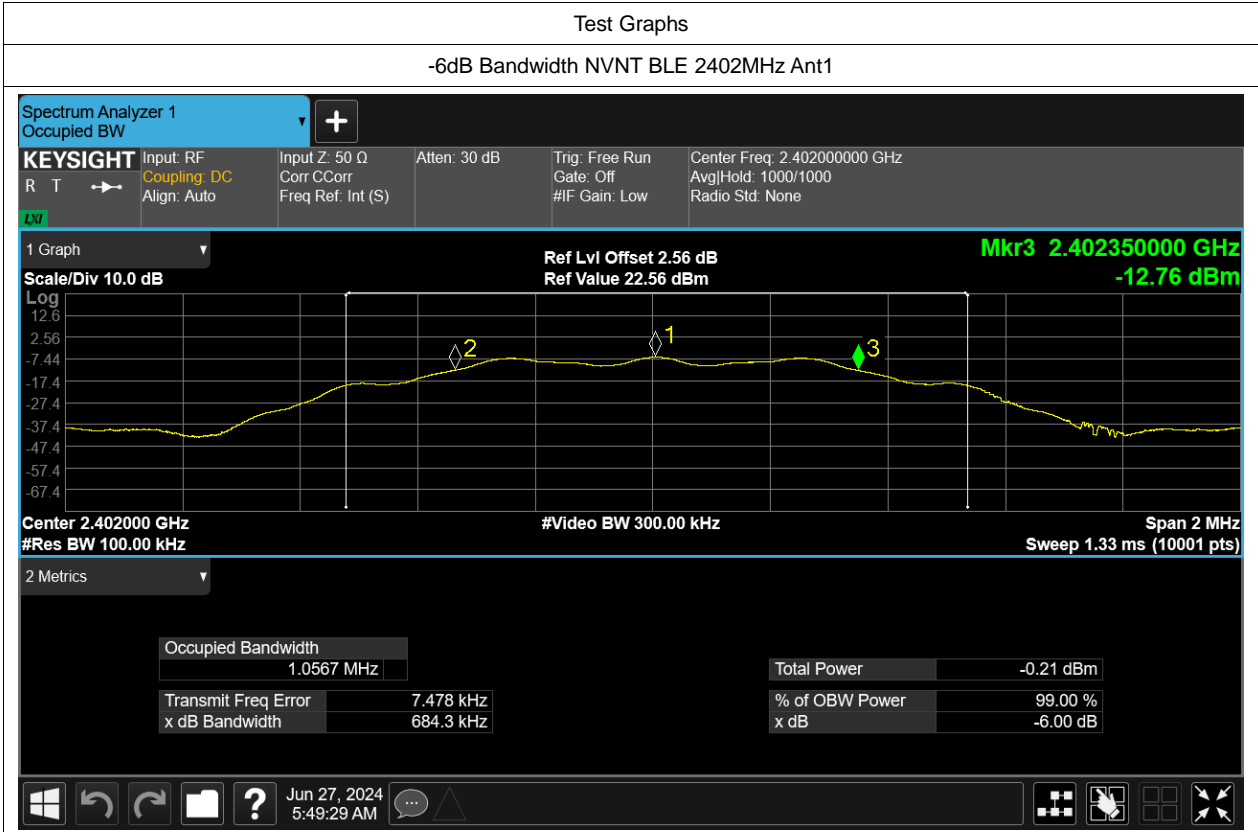 Test Graphs
-6dB Bandwidth NVNT BLE 2402MHz Ant1
Spectrum Analyzer 1
Occupied BW
KEYSIGHT
R T
LXI
Input: RF
Coupling: DC
Align: Auto
Input Z: 50 Ω
Corr CCorr
Freq Ref: Int (S)
Atten: 30 dB
Trig: Free Run
Gate: Off
#IF Gain: Low
Center Freq: 2.402000000 GHz
Avg|Hold: 1000/1000
Radio Std: None
1 Graph
Scale/Div 10.0 dB
Ref Lvl Offset 2.56 dB
Ref Value 22.56 dBm
Mkr3 2.402350000 GHz
-12.76 dBm
Log
12.6
2.56
-7.44
-17.4
-27.4
-37.4
-47.4
-57.4
-67.4
2
1
3
Center 2.402000 GHz
#Video BW 300.00 kHz
Span 2 MHz
#Res BW 100.00 kHz
Sweep 1.33 ms (10001 pts)
2 Metrics
Occupied Bandwidth
1.0567 MHz
Total Power -0.21 dBm
Transmit Freq Error 7.478 kHz
% of OBW Power 99.00 %
x dB Bandwidth 684.3 kHz
x dB -6.00 dB
?
Jun 27, 2024
5:49:29 AM